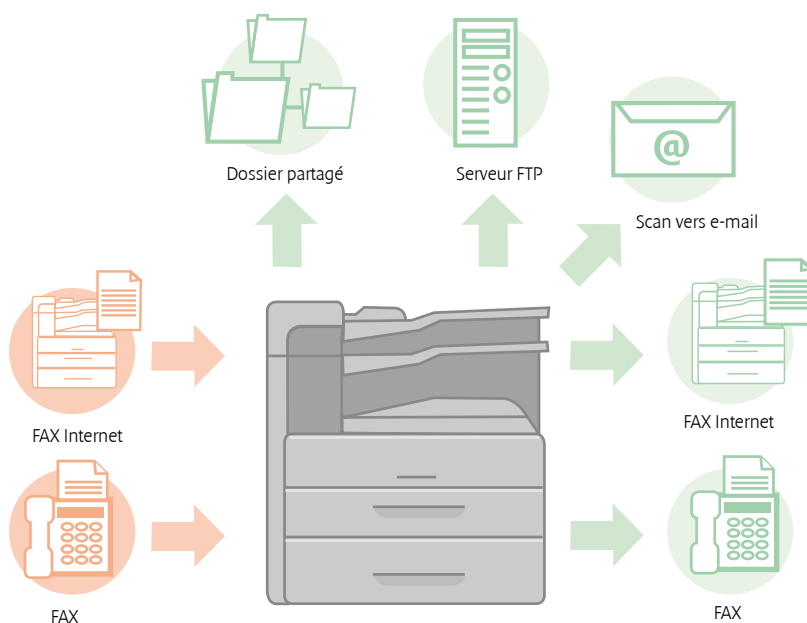 Dossier partagé
Serveur FTP
Scan vers e-mail
@
FAX Internet
FAX Internet
FAX
FAX